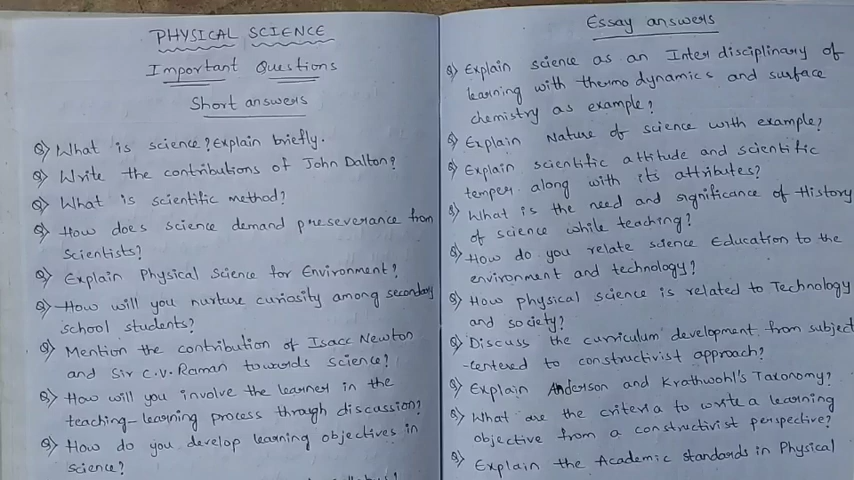 PHYSICAL SCIENCE
Important Questions
Short answers
Q) What is science? Explain briefly.
Q) Write the contributions of John Dalton?
Q) What is scientific method?
Q) How does science demand preseverance from
scientists?
Q) Explain Physical Science for Environment?
Q) How will you nurture curiosity among secondary
school students?
Q) Mention the contribution of Isacc Newton
and Sir C.V. Raman towards science?
Q) How will you involve the learner in the
teaching-learning process through discussion?
Q) How do you develop learning objectives in
science?
Essay answers
Q) Explain science as an Inter disciplinary of
learning with thermo dynamics and surface
chemistry as example?
Q) Explain Nature of science with example?
Q) Explain scientific attitude and scientific
temper along with its attributes?
Q) What is the need and significance of History
of science while teaching?
Q) How do you relate science Education to the
environment and technology?
Q) How physical science is related to Technology
and society?
Q) Discuss the curriculum development from subject
-centered to constructivist approach?
Q) Explain Anderson and Krathwohl's Taxonomy?
Q) What are the criteria to write a learning
objective from a constructivist perspective?
Q) Explain the Academic standards in Physical